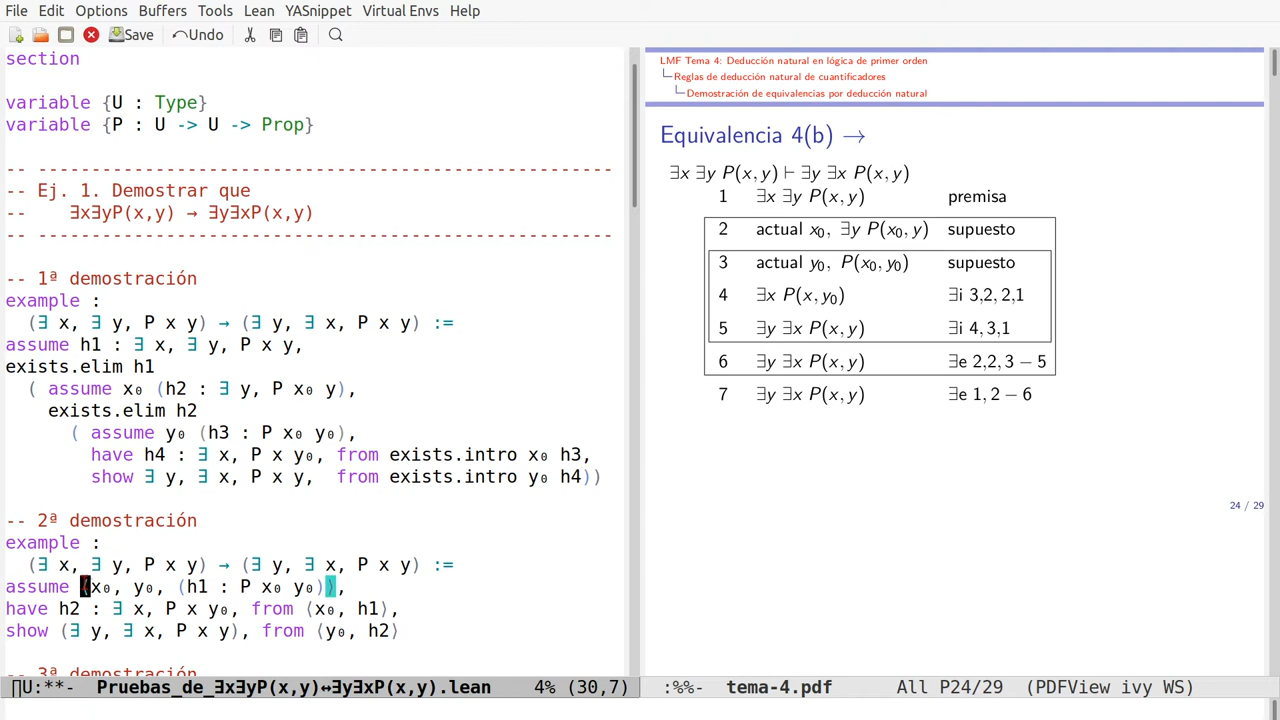 File Edit Options Buffers Tools Lean YASnippet Virtual Envs Help
Save Undo
section
variable {U : Type}
variable {P : U -> U -> Prop}
-- ------------------------------------------------------
-- Ej. 1. Demostrar que
--    ∃x∃yP(x,y) → ∃y∃xP(x,y)
-- ------------------------------------------------------
-- 1ª demostración
example :
  (∃ x, ∃ y, P x y) → (∃ y, ∃ x, P x y) :=
assume h1 : ∃ x, ∃ y, P x y,
exists.elim h1
  ( assume x₀ (h2 : ∃ y, P x₀ y),
    exists.elim h2
      ( assume y₀ (h3 : P x₀ y₀),
        have h4 : ∃ x, P x y₀, from exists.intro x₀ h3,
        show ∃ y, ∃ x, P x y,  from exists.intro y₀ h4))
-- 2ª demostración
example :
  (∃ x, ∃ y, P x y) → (∃ y, ∃ x, P x y) :=
assume ⟨x₀, y₀, (h1 : P x₀ y₀)⟩,
have h2 : ∃ x, P x y₀, from ⟨x₀, h1⟩,
show (∃ y, ∃ x, P x y), from ⟨y₀, h2⟩
-- 3ª demostración
∏U:**-  Pruebas_de_∃x∃yP(x,y)↔∃y∃xP(x,y).lean    4% (30,7)
LMF Tema 4: Deducción natural en lógica de primer orden
Reglas de deducción natural de cuantificadores
Demostración de equivalencias por deducción natural
Equivalencia 4(b) →
∃x ∃y P(x, y) ⊢ ∃y ∃x P(x, y)
1 ∃x ∃y P(x, y) premisa
2 actual x₀, ∃y P(x₀, y) supuesto
3 actual y₀, P(x₀, y₀) supuesto
4 ∃x P(x, y₀) ∃i 3,2, 2,1
5 ∃y ∃x P(x, y) ∃i 4, 3,1
6 ∃y ∃x P(x, y) ∃e 2,2, 3 − 5
7 ∃y ∃x P(x, y) ∃e 1, 2 − 6
24 / 29
:%%-  tema-4.pdf      All P24/29  (PDFView ivy WS)